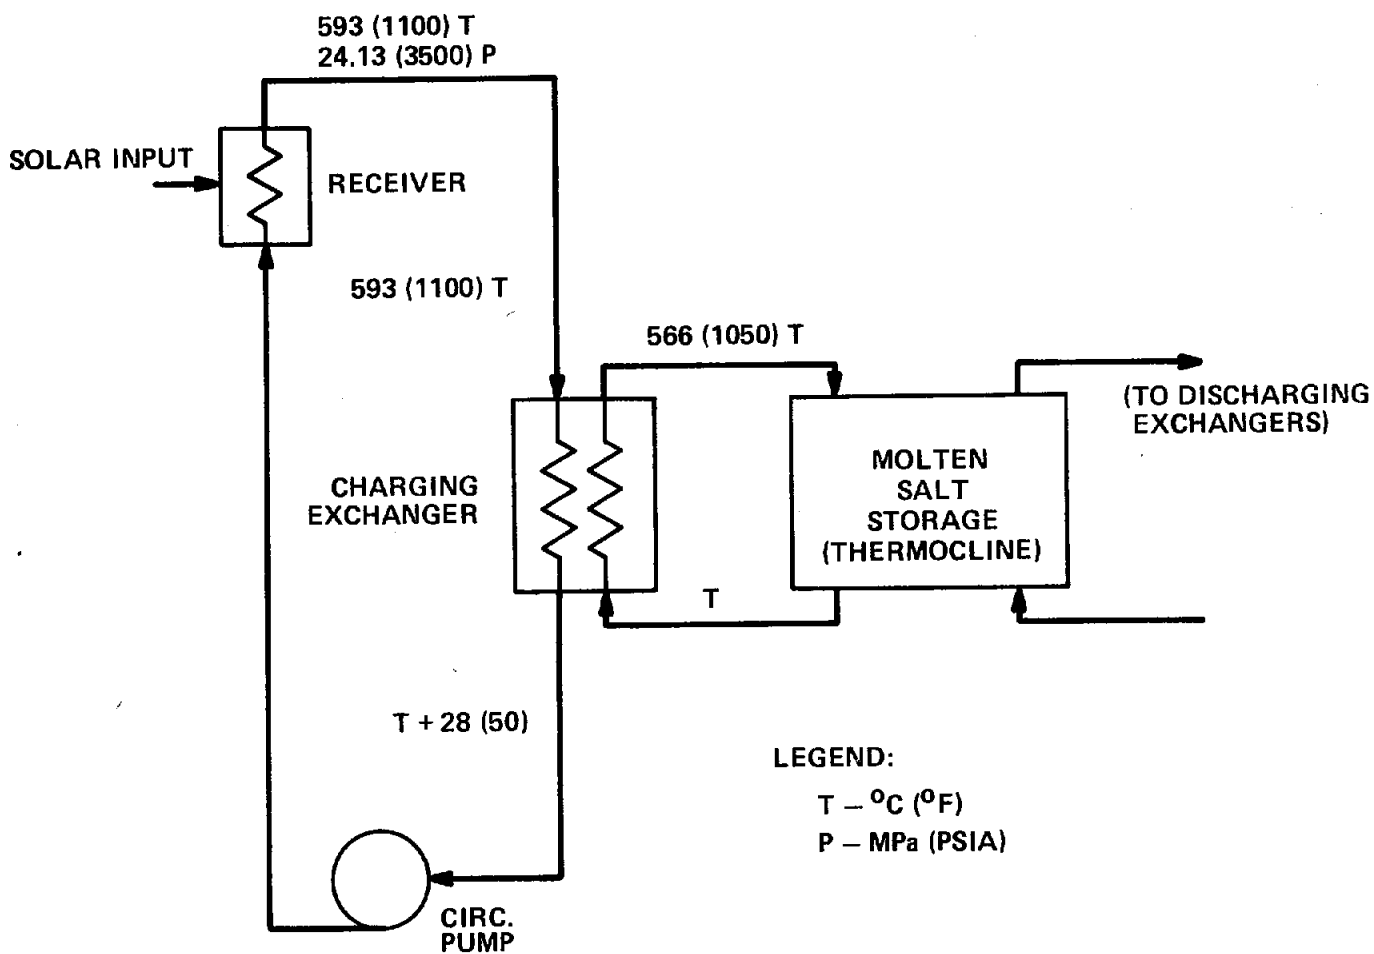 593 (1100) T
24.13 (3500) P
SOLAR INPUT
RECEIVER
593 (1100) T
566 (1050) T
(TO DISCHARGING
EXCHANGERS)
CHARGING
EXCHANGER
MOLTEN
SALT
STORAGE
(THERMOCLINE)
T
T + 28 (50)
LEGEND:
T – °C (°F)
P – MPa (PSIA)
CIRC.
PUMP